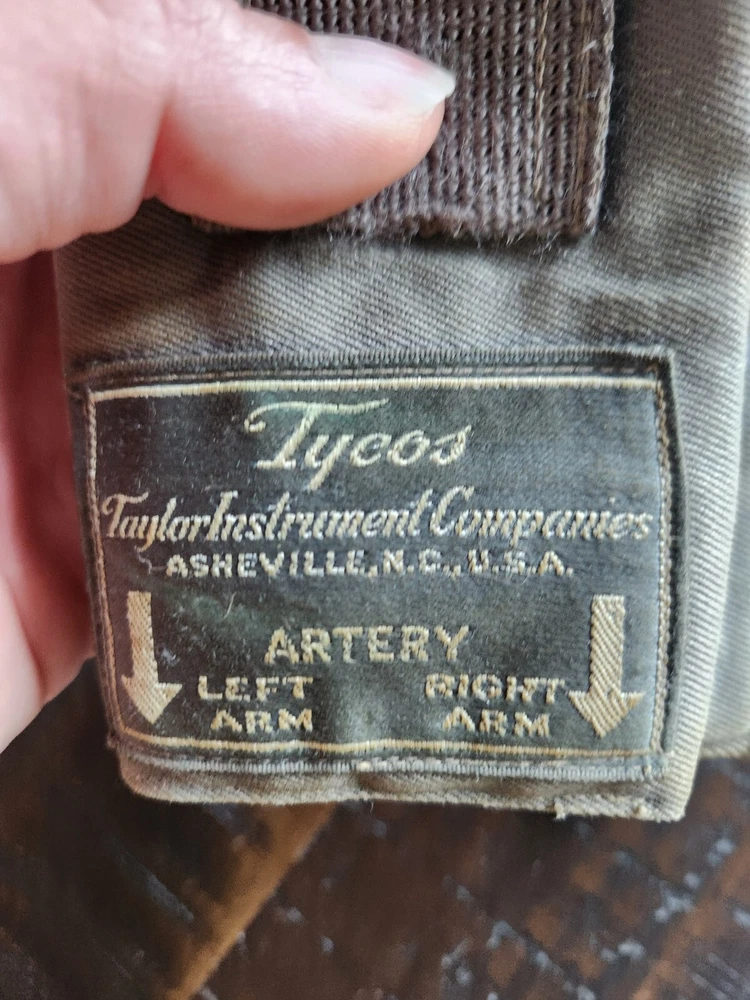 Tycos
Taylor Instrument Companies
ASHEVILLE, N.C., U.S.A.
ARTERY
LEFT RIGHT
ARM ARM